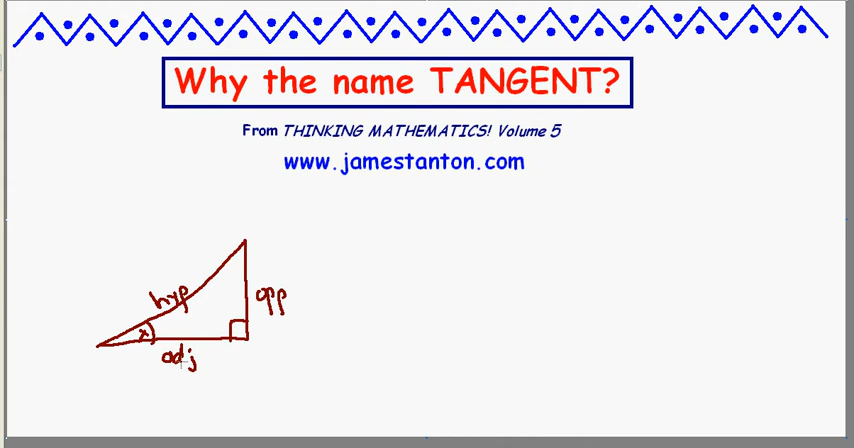 Why the name TANGENT?
From THINKING MATHEMATICS! Volume 5
www.jamestanton.com
hyp
opp
x
adj